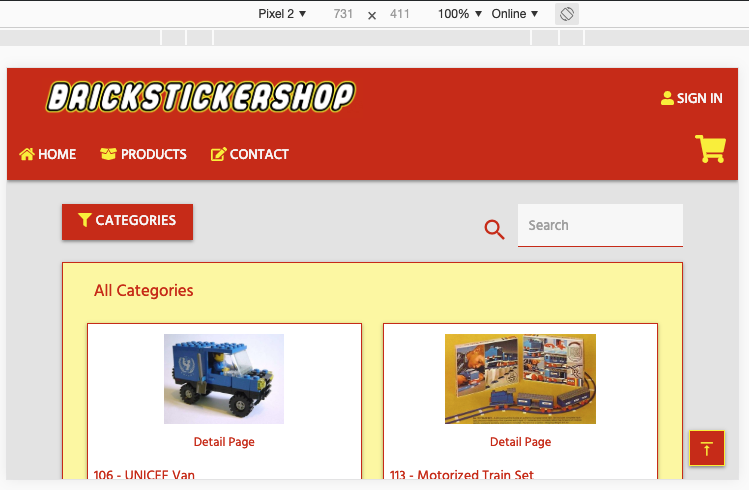 Pixel 2 ▼ 731 × 411 100% ▼ Online ▼
BRICKSTICKERSHOP
SIGN IN
HOME PRODUCTS CONTACT
CATEGORIES
Search
All Categories
Detail Page
106 - UNICEF Van
Detail Page
113 - Motorized Train Set